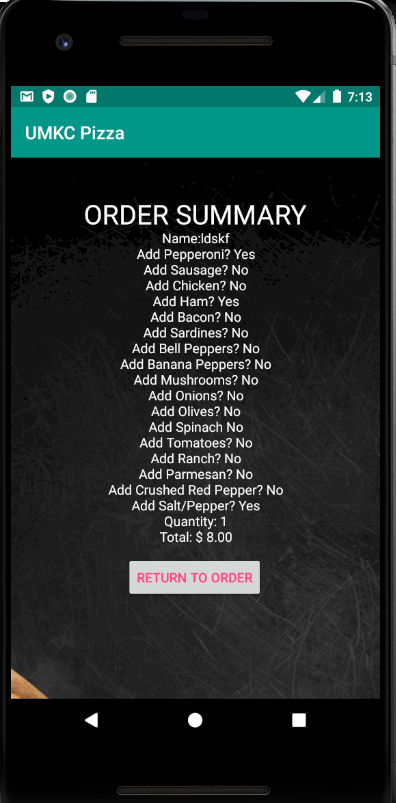 7:13
UMKC Pizza
ORDER SUMMARY
Name:ldskf
Add Pepperoni? Yes
Add Sausage? No
Add Chicken? No
Add Ham? Yes
Add Bacon? No
Add Sardines? No
Add Bell Peppers? No
Add Banana Peppers? No
Add Mushrooms? No
Add Onions? No
Add Olives? No
Add Spinach No
Add Tomatoes? No
Add Ranch? No
Add Parmesan? No
Add Crushed Red Pepper? No
Add Salt/Pepper? Yes
Quantity: 1
Total: $ 8.00
RETURN TO ORDER